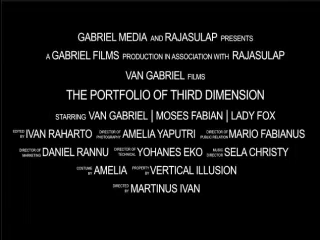 GABRIEL MEDIA AND RAJASULAP PRESENTS
A GABRIEL FILMS PRODUCTION IN ASSOCIATION WITH RAJASULAP
VAN GABRIEL FILMS
THE PORTFOLIO OF THIRD DIMENSION
STARRING VAN GABRIEL | MOSES FABIAN | LADY FOX
EDITED BY IVAN RAHARTO DIRECTOR OF PHOTOGRAPHY AMELIA YAPUTRI DIRECTOR OF PUBLIC RELATION MARIO FABIANUS
DIRECTOR OF MARKETING DANIEL RANNU DIRECTOR OF TECHNICAL YOHANES EKO MUSIC DIRECTOR SELA CHRISTY
COSTUME BY AMELIA PROPERTY BY VERTICAL ILLUSION
DIRECTED BY MARTINUS IVAN